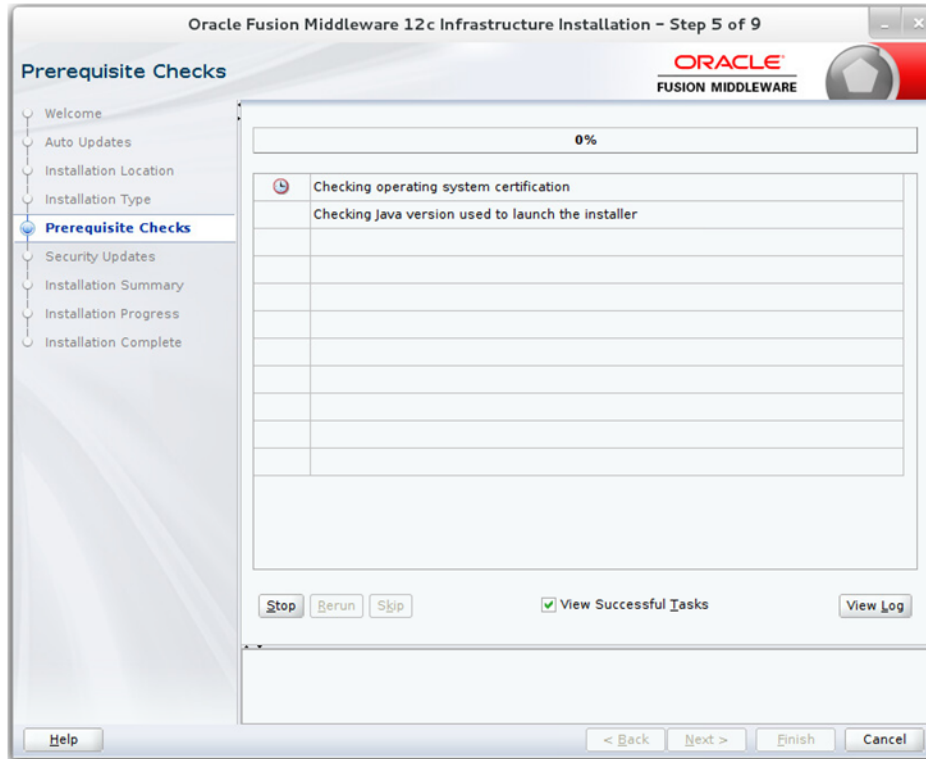 Oracle Fusion Middleware 12c Infrastructure Installation - Step 5 of 9
Prerequisite Checks
ORACLE
FUSION MIDDLEWARE
Welcome
Auto Updates
Installation Location
Installation Type
Prerequisite Checks
Security Updates
Installation Summary
Installation Progress
Installation Complete
0%
Checking operating system certification
Checking Java version used to launch the installer
Stop Rerun Skip View Successful Tasks View Log
Help < Back Next > Finish Cancel